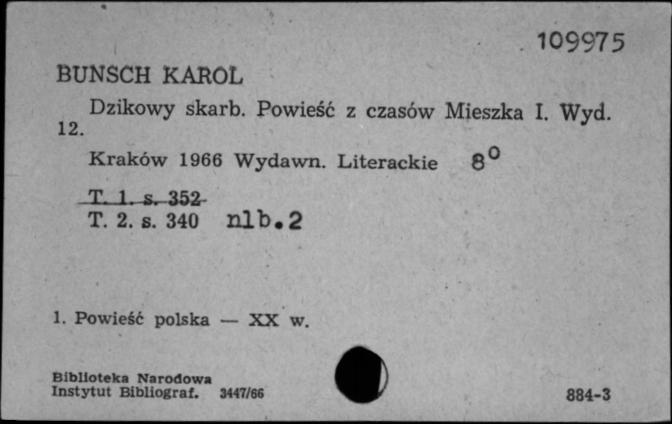 109975
BUNSCH KAROL
Dzikowy skarb. Powieść z czasów Mieszka I. Wyd.
12.
Kraków 1966 Wydawn. Literackie 8°
T. 1. s. 352
T. 2. s. 340 nlb.2
1. Powieść polska — XX w.
Biblioteka Narodowa
Instytut Bibliograf. 3447/66
884-3